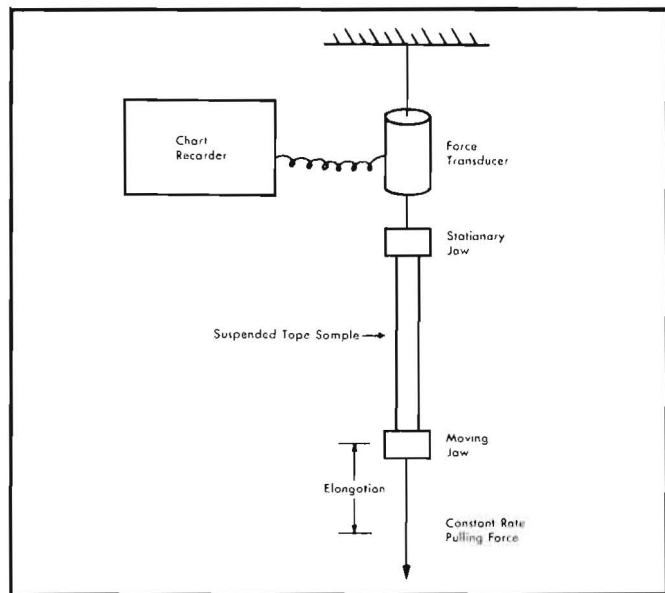 Chart
Recorder
Force
Transducer
Stationary
Jaw
Suspended Tape Sample
Moving
Jaw
Elongation
Constant Rate
Pulling Force